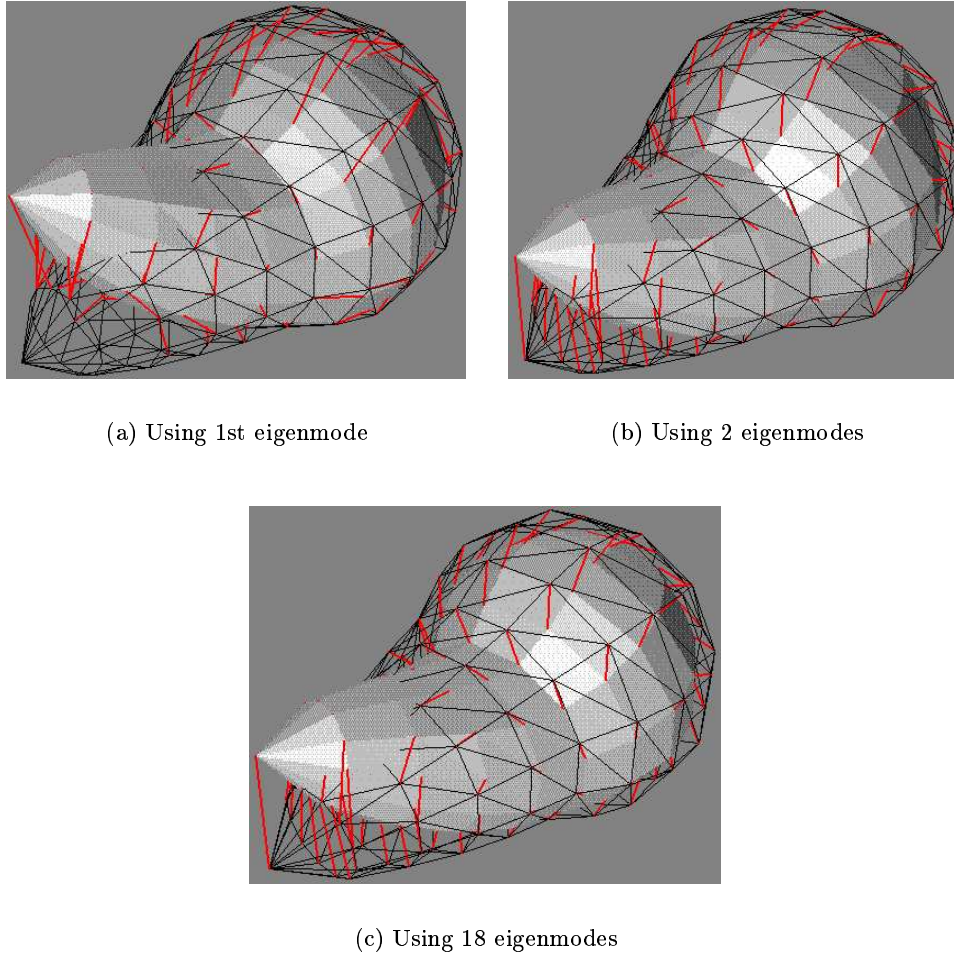 (a) Using 1st eigenmode
(b) Using 2 eigenmodes
(c) Using 18 eigenmodes